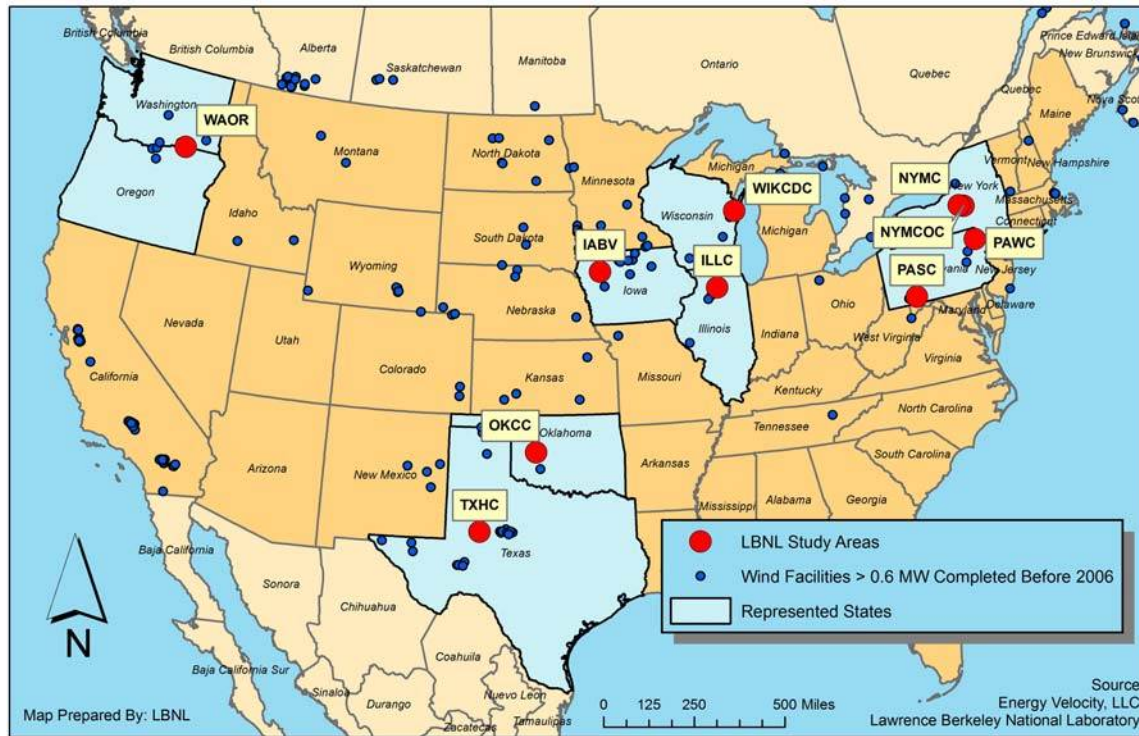 British Columbia
British Columbia
Alberta
Saskatchewan
Manitoba
Ontario
Quebec
Quebec
New Brunswick
Nova Scot
Washington
WAOR
Oregon
Montana
Idaho
North Dakota
Minnesota
Michigan
WIKCDC
Wisconsin
Michigan
NYMC
New York
NYMCOC
PAWC
PASC
vania
Vermont
New Hampshire
Maine
Massachusetts
Connecticut
New Jersey
Delaware
Maryland
South Dakota
Wyoming
IABV
Iowa
ILLC
Illinois
Indiana
Ohio
West Virginia
Virginia
Nebraska
Nevada
Utah
California
Colorado
Kansas
Missouri
Kentucky
Tennessee
North Carolina
South Carolina
OKCC
Oklahoma
Arizona
New Mexico
Arkansas
Mississippi
Alabama
Georgia
TXHC
Texas
Baja California
Sonora
Chihuahua
Coahuila
Baja California Sur
Sinaloa
Durango
Nuevo Leon
Zacatecas
Tamaulipas
LBNL Study Areas
Wind Facilities > 0.6 MW Completed Before 2006
Represented States
N
Map Prepared By: LBNL
0 125 250 500 Miles
Source
Energy Velocity, LLC
Lawrence Berkeley National Laboratory